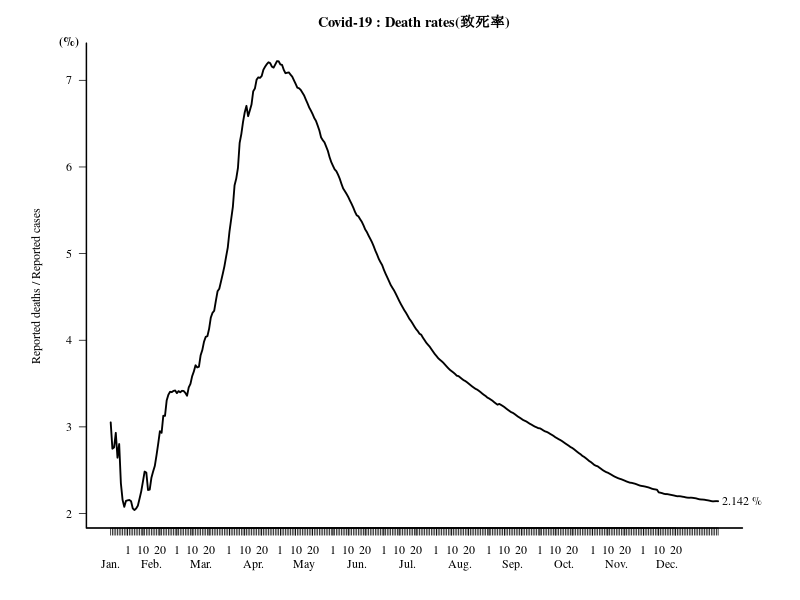 Covid-19 : Death rates(致死率)
(%)
7
6
5
4
3
2
Reported deaths / Reported cases
2.142 %
1 10 20 1 10 20 1 10 20 1 10 20 1 10 20 1 10 20 1 10 20 1 10 20 1 10 20 1 10 20 1 10 20
Jan. Feb. Mar. Apr. May Jun. Jul. Aug. Sep. Oct. Nov. Dec.